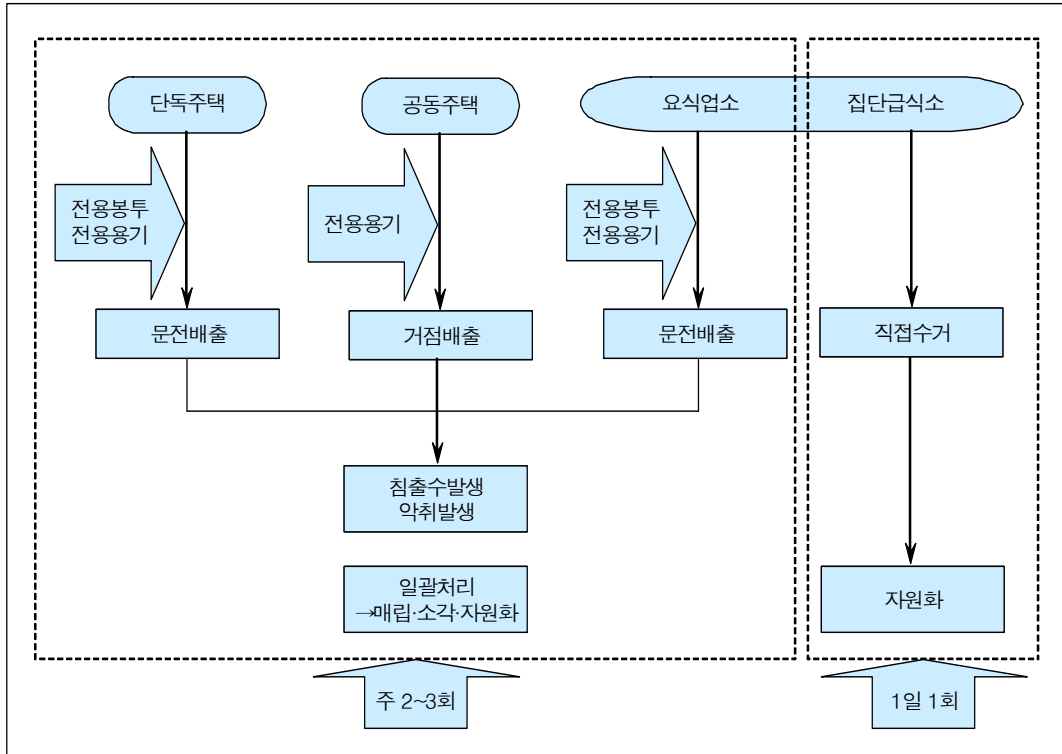 단독주택
공동주택
요식업소
집단급식소
전용봉투
전용용기
전용용기
전용봉투
전용용기
문전배출
거점배출
문전배출
직접수거
침출수발생
악취발생
일괄처리
→매립·소각·자원화
자원화
주 2~3회
1일 1회